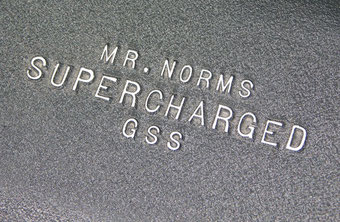 MR. NORMS
SUPERCHARGED
GSS